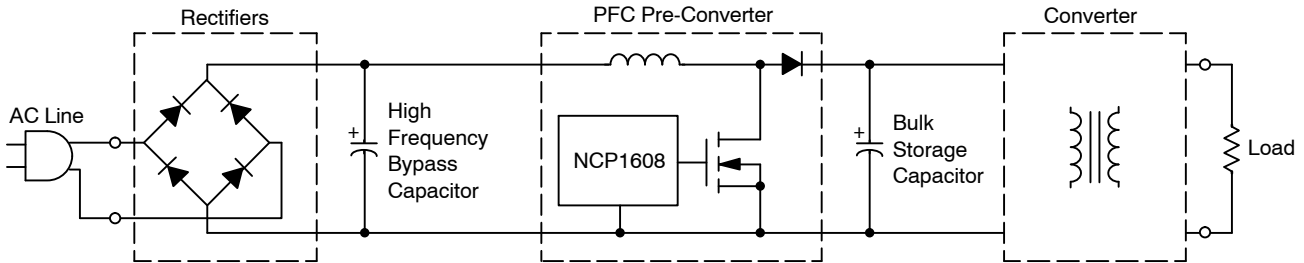 Rectifiers
PFC Pre-Converter
Converter
AC Line
+
High
Frequency
Bypass
Capacitor
NCP1608
+
Bulk
Storage
Capacitor
Load